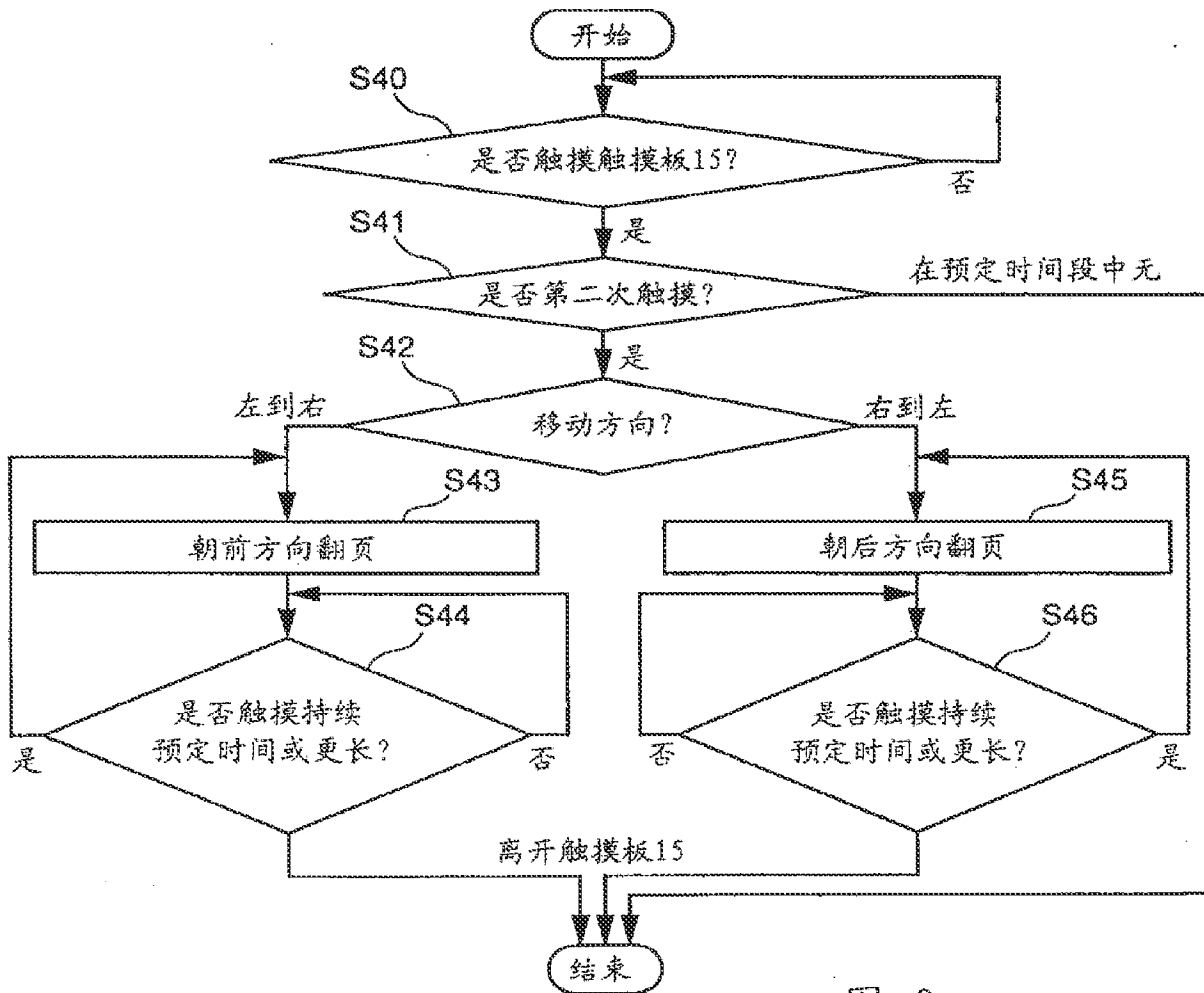 开始
S40
是否触摸触摸板15?
否
S41
是
在预定时间段中无
是否第二次触摸?
S42
是
左到右
移动方向?
右到左
S43
S45
朝前方向翻页
朝后方向翻页
S44
S46
是否触摸持续
预定时间或更长?
是否触摸持续
预定时间或更长?
是
否
否
是
离开触摸板15
结束